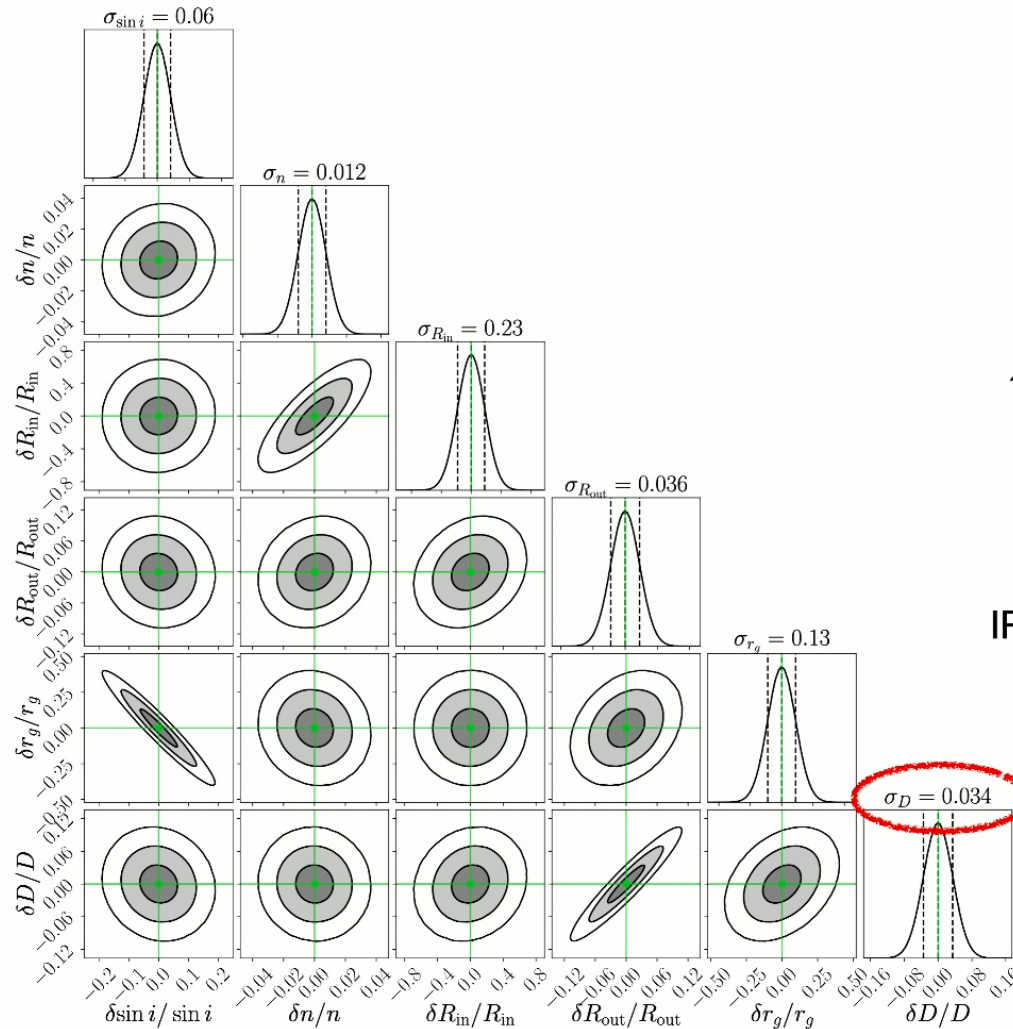 σ_{sin i} = 0.06
σ_n = 0.012
δn/n
0.04
0.02
0.00
−0.02
−0.04
σ_{R_in} = 0.23
δR_in/R_in
0.8
0.4
0.0
−0.4
−0.8
σ_{R_out} = 0.036
δR_out/R_out
0.12
0.06
0.00
−0.06
−0.12
IF
σ_{r_g} = 0.13
δr_g/r_g
0.50
0.25
0.00
−0.25
−0.50
σ_D = 0.034
δD/D
0.12
0.06
0.00
−0.06
−0.12
−0.2 −0.1 0.0 0.1 0.2
−0.04 −0.02 0.00 0.02 0.04
−0.8 −0.4 0.0 0.4 0.8
−0.12 −0.06 0.00 0.06 0.12
−0.50 −0.25 0.00 0.25 0.50
−0.16 −0.08 0.00 0.08 0.16
δsin i/ sin i δn/n δR_in/R_in δR_out/R_out δr_g/r_g δD/D